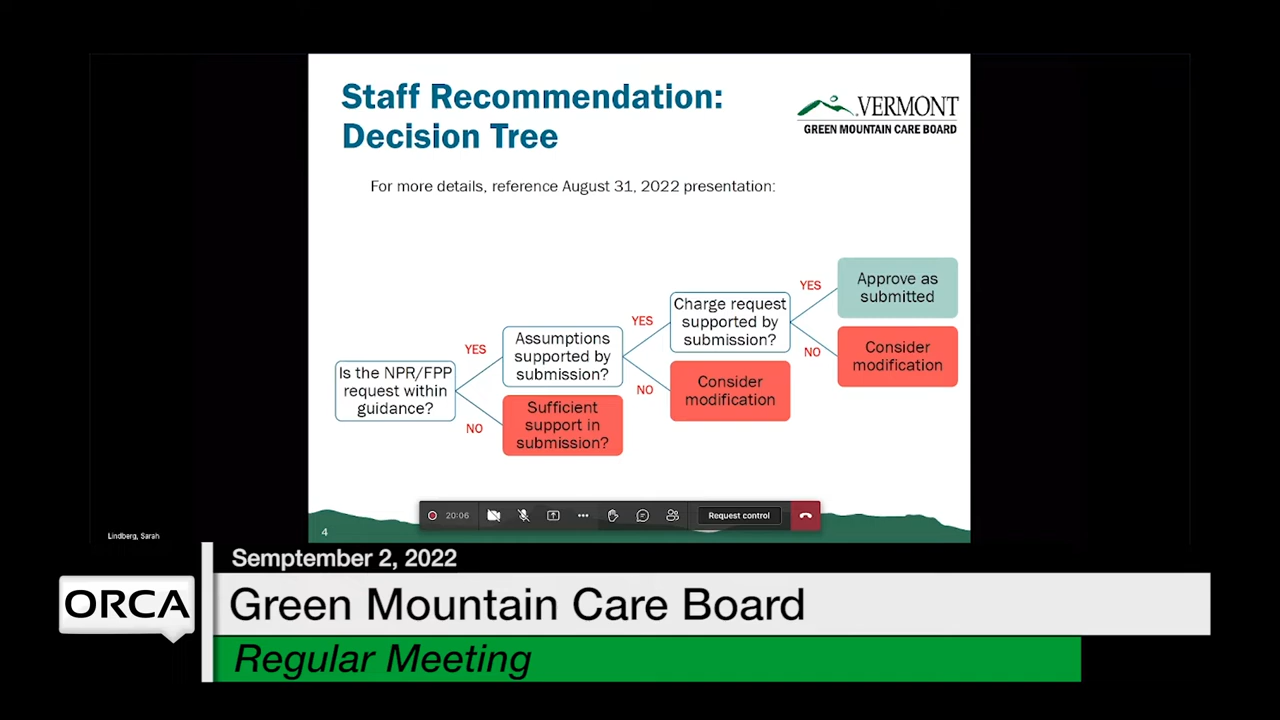 Staff Recommendation:
Decision Tree
VERMONT
GREEN MOUNTAIN CARE BOARD
For more details, reference August 31, 2022 presentation:
Is the NPR/FPP
request within
guidance?
YES
NO
Assumptions
supported by
submission?
Sufficient
support in
submission?
YES
NO
Charge request
supported by
submission?
Consider
modification
YES
NO
Approve as
submitted
Consider
modification
20:06
Request control
4
Lindberg, Sarah
Semptember 2, 2022
ORCA
Green Mountain Care Board
Regular Meeting